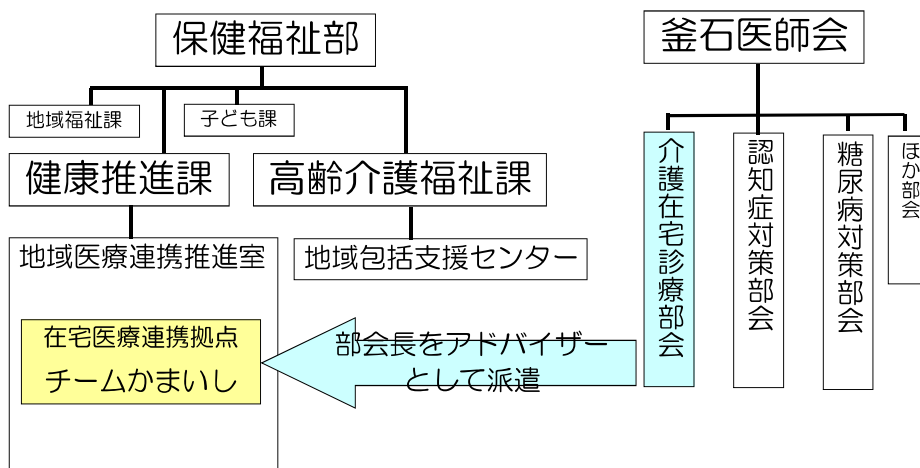 保健福祉部
地域福祉課
子ども課
健康推進課
高齢介護福祉課
地域医療連携推進室
地域包括支援センター
在宅医療連携拠点
チームかまいし
部会長をアドバイザー
として派遣
釜石医師会
介護在宅診療部会
認知症対策部会
糖尿病対策部会
ほか部会